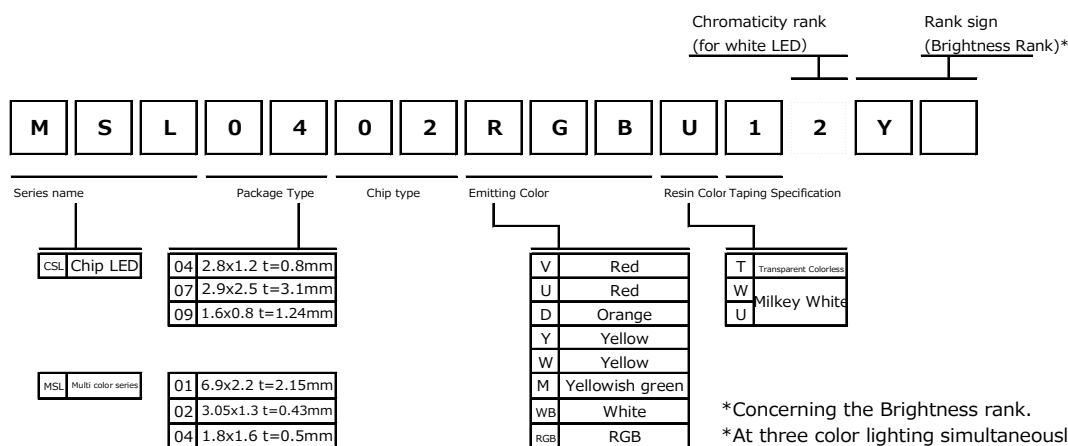 Chromaticity rank
(for white LED)
Rank sign
(Brightness Rank)*
M S L 0 4 0 2 R G B U 1 2 Y
Series name Package Type Chip type Emitting Color Resin Color Taping Specification
CSL Chip LED
04 2.8x1.2 t=0.8mm
07 2.9x2.5 t=3.1mm
09 1.6x0.8 t=1.24mm
MSL Multi color series
01 6.9x2.2 t=2.15mm
02 3.05x1.3 t=0.43mm
04 1.8x1.6 t=0.5mm
V Red
U Red
D Orange
Y Yellow
W Yellow
M Yellowish green
WB White
RGB RGB
T Transparent Colorless
W
Milkey White
U
*Concerning the Brightness rank.
*At three color lighting simultaneousl